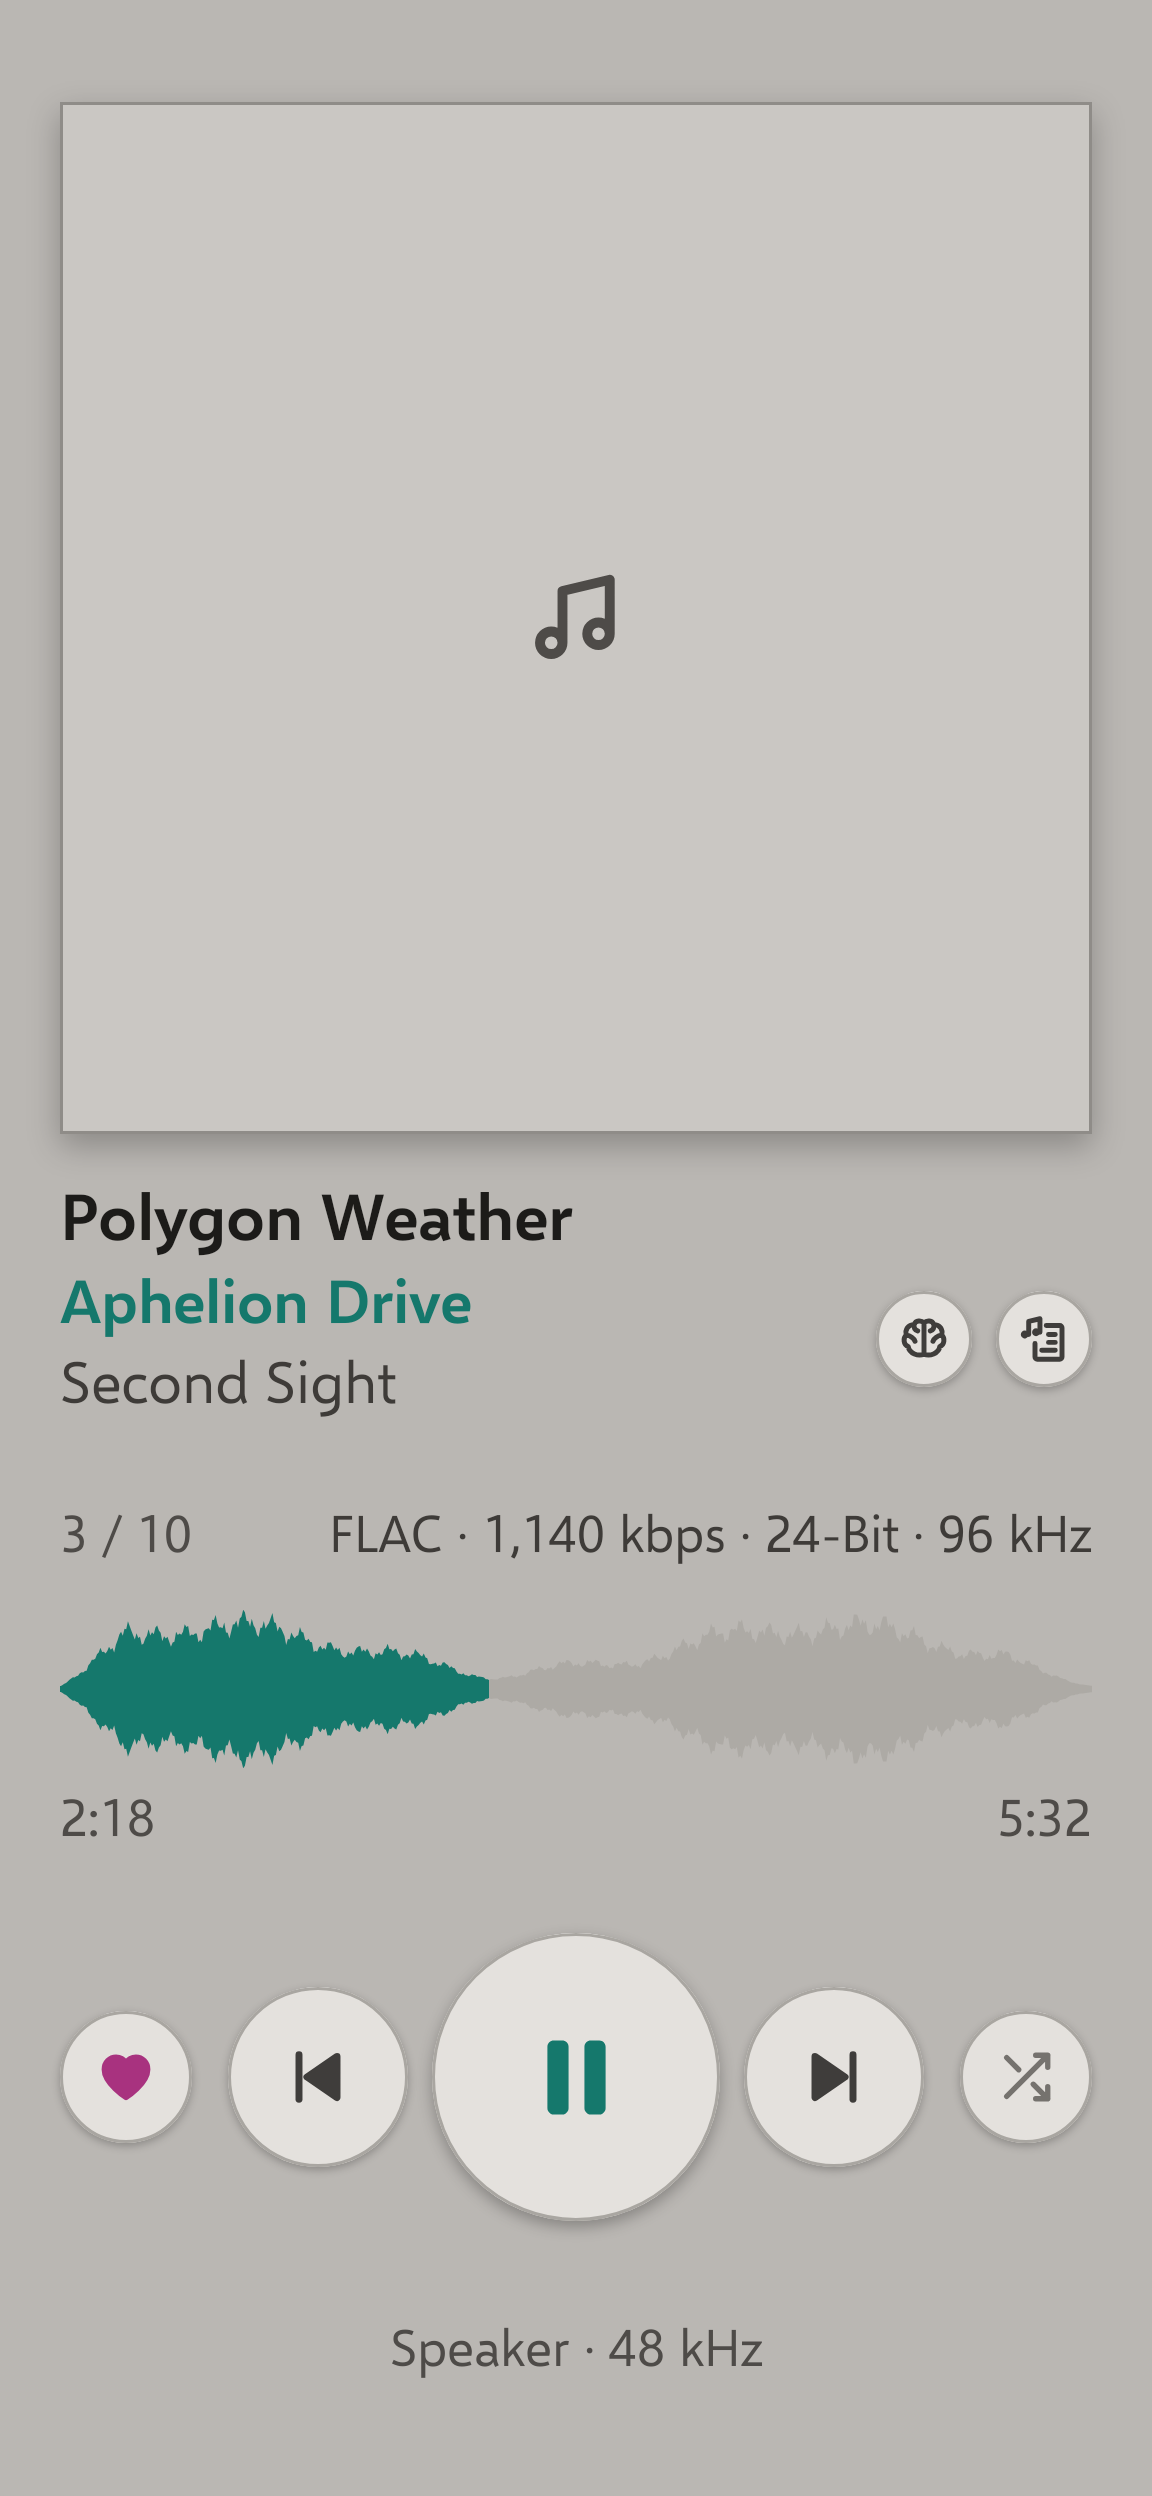 Polygon Weather
Aphelion Drive
Second Sight
3 / 10 FLAC · 1,140 kbps · 24-Bit · 96 kHz
2:18 5:32
Speaker · 48 kHz